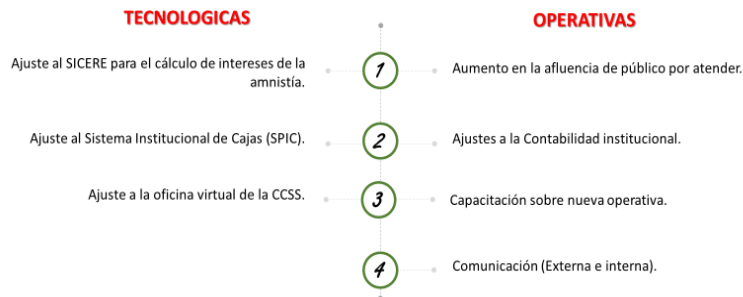 TECNOLOGICAS
OPERATIVAS
Ajuste al SICERE para el cálculo de intereses de la
amnistía.
1
Aumento en la afluencia de público por atender.
Ajuste al Sistema Institucional de Cajas (SPIC).
2
Ajustes a la Contabilidad institucional.
Ajuste a la oficina virtual de la CCSS.
3
Capacitación sobre nueva operativa.
4
Comunicación (Externa e interna).